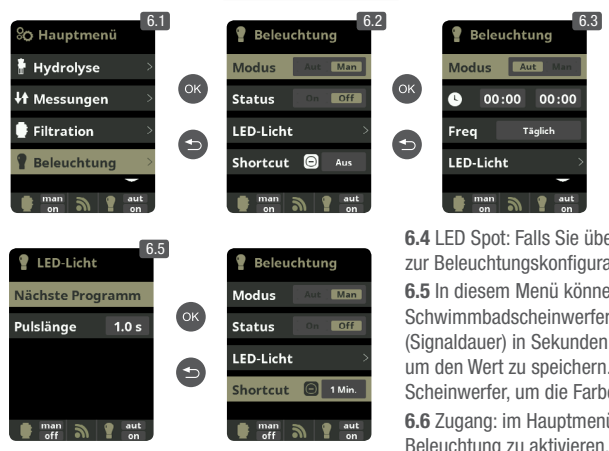 6.1
Hauptmenü
Hydrolyse
Messungen
Filtration
Beleuchtung
man on
aut on
OK
6.2
Beleuchtung
Modus Aut Man
Status On Off
LED-Licht
Shortcut Aus
man on
aut on
OK
6.3
Beleuchtung
Modus Aut Man
00:00 00:00
Freq Täglich
LED-Licht
man on
aut on
6.5
LED-Licht
Nächste Programm
Pulslänge 1.0 s
man off
aut on
OK
Beleuchtung
Modus Aut Man
Status On Off
LED-Licht
Shortcut 1 Min.
man off
aut on
6.4 LED Spot: Falls Sie übe
zur Beleuchtungskonfigura
6.5 In diesem Menü könne
Schwimmbadscheinwerfer
(Signaldauer) in Sekunden
um den Wert zu speichern.
Scheinwerfer, um die Farbe
6.6 Zugang: im Hauptmenü
Beleuchtung zu aktivieren.